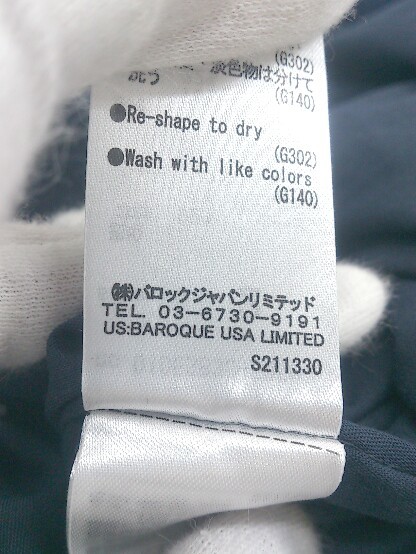 (G302)
洗う 淡色物は分けて
(G140)
●Re-shape to dry
(G302)
●Wash with like colors
(G140)
(株)バロックジャパンリミテッド
TEL. 03-6730-9191
US:BAROQUE USA LIMITED
S211330